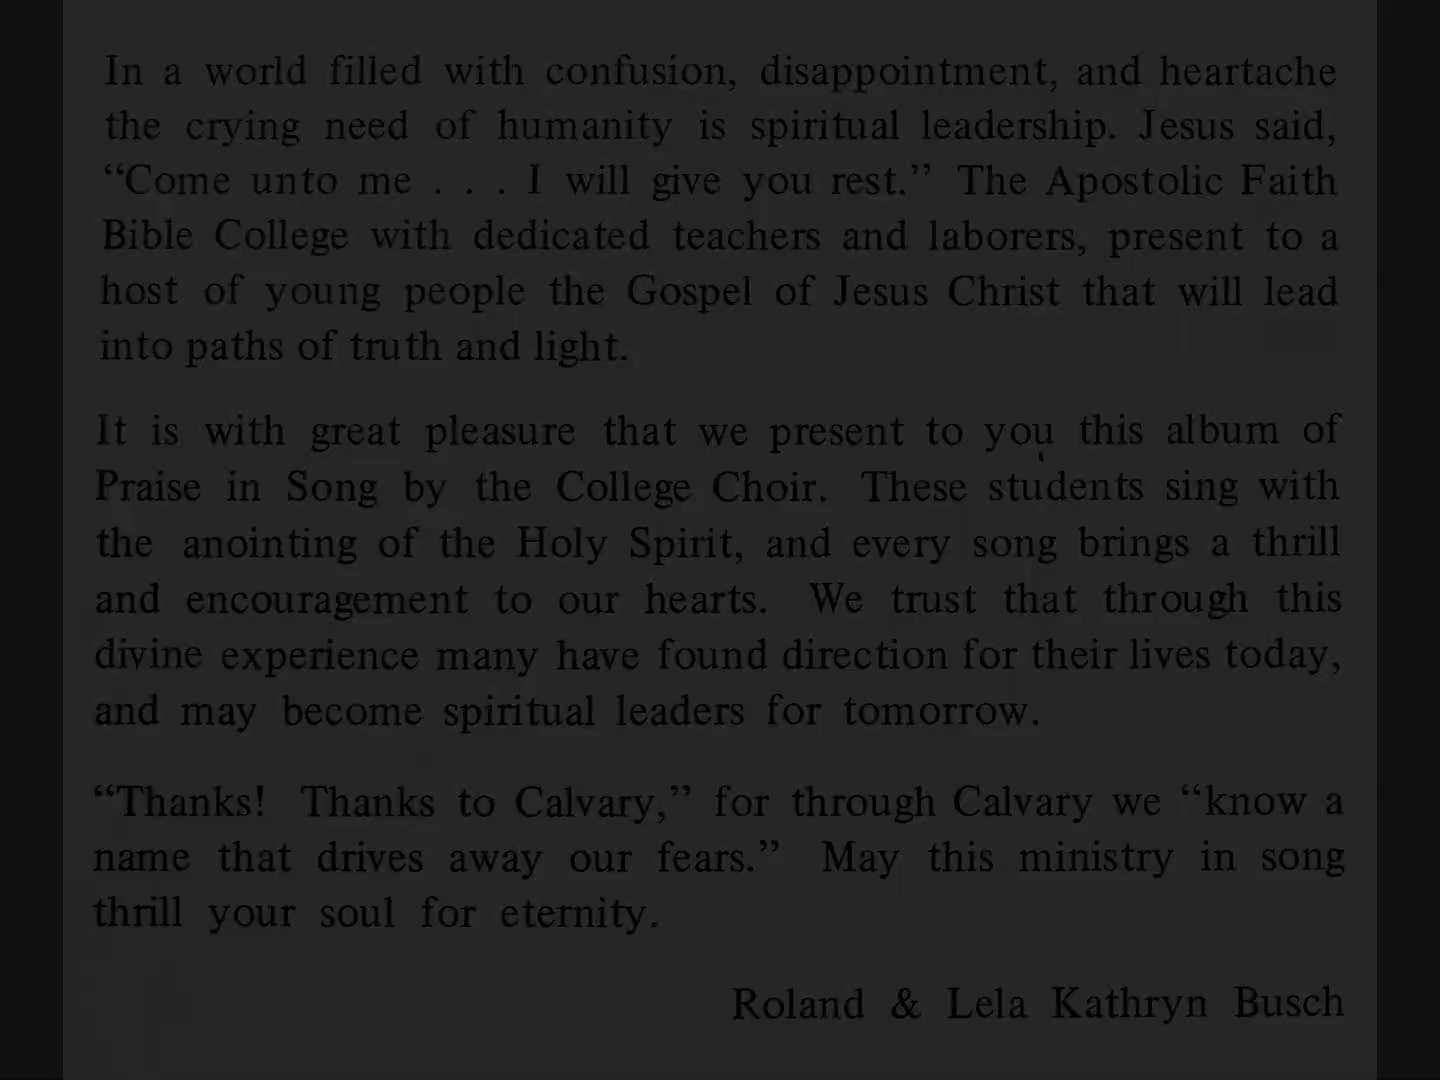 In a world filled with confusion, disappointment, and heartache
the crying need of humanity is spiritual leadership. Jesus said,
“Come unto me . . . I will give you rest.” The Apostolic Faith
Bible College with dedicated teachers and laborers, present to a
host of young people the Gospel of Jesus Christ that will lead
into paths of truth and light.
It is with great pleasure that we present to you this album of
Praise in Song by the College Choir. These students sing with
the anointing of the Holy Spirit, and every song brings a thrill
and encouragement to our hearts. We trust that through this
divine experience many have found direction for their lives today,
and may become spiritual leaders for tomorrow.
“Thanks! Thanks to Calvary,” for through Calvary we “know a
name that drives away our fears.” May this ministry in song
thrill your soul for eternity.
Roland & Lela Kathryn Busch